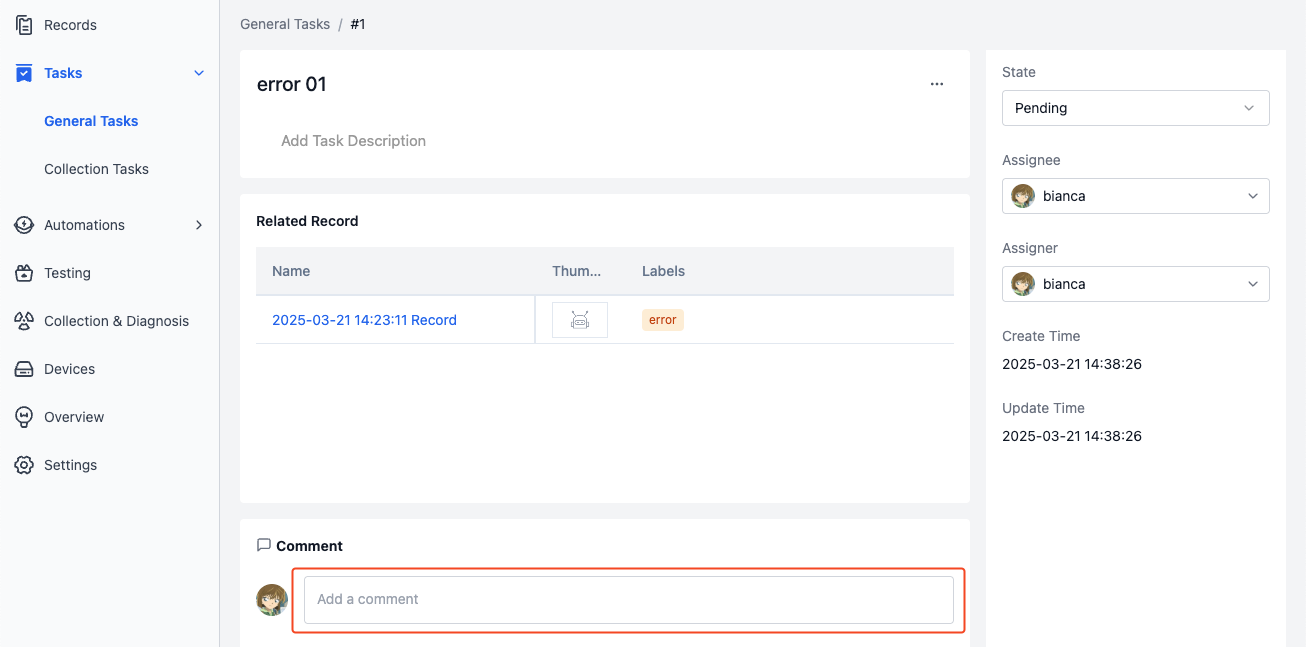 Records
Tasks
General Tasks
Collection Tasks
Automations
Testing
Collection & Diagnosis
Devices
Overview
Settings
General Tasks / #1
error 01
Add Task Description
Related Record
Name Thum... Labels
2025-03-21 14:23:11 Record error
Comment
Add a comment
State
Pending
Assignee
bianca
Assigner
bianca
Create Time
2025-03-21 14:38:26
Update Time
2025-03-21 14:38:26